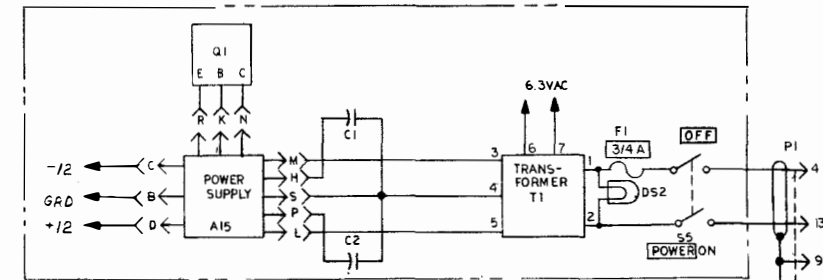 Q1
E B C
R K N
6.3VAC
6 7
F1
3/4 A
OFF
P1
C1
-12 C
GRD B
+12 D
POWER SUPPLY
A15
M
H
S
P
L
3
4
5
TRANS-
FORMER
T1
1
2
DS2
4
13
9
S5
POWER ON
C2